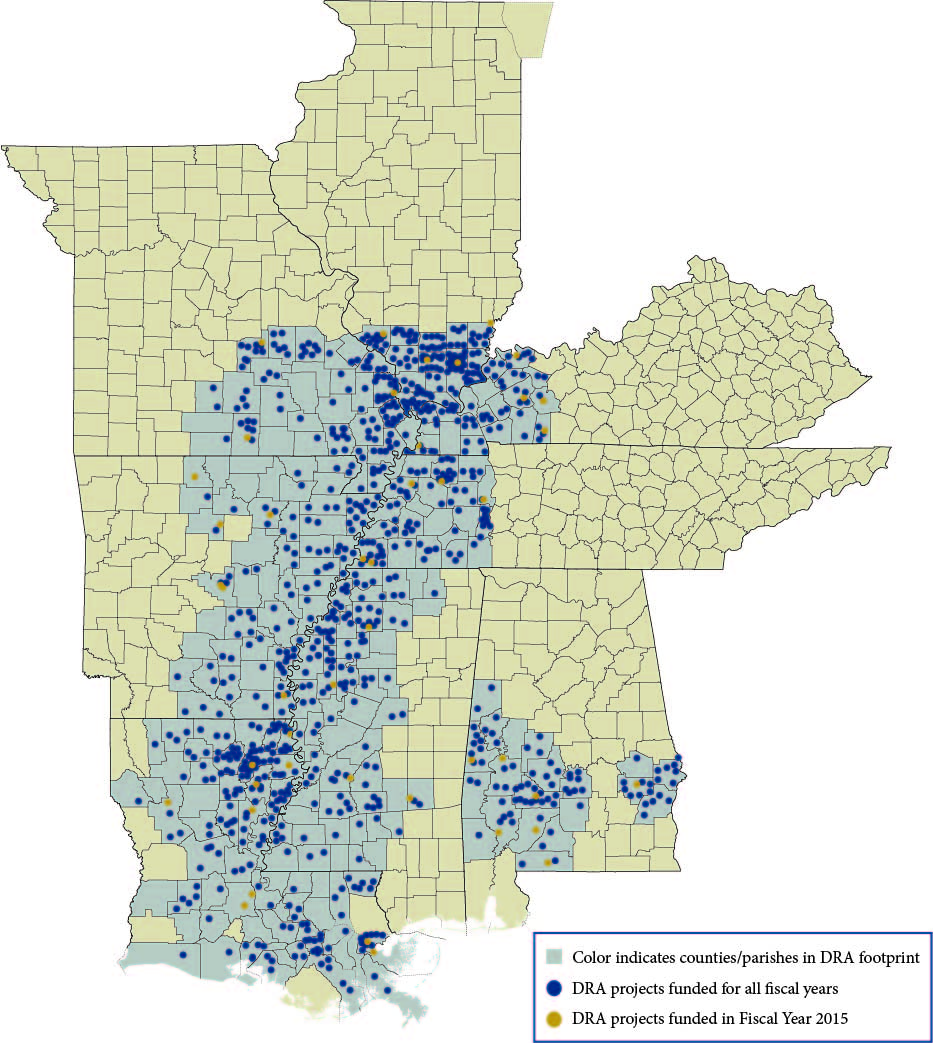 Color indicates counties/parishes in DRA footprint
DRA projects funded for all fiscal years
DRA projects funded in Fiscal Year 2015